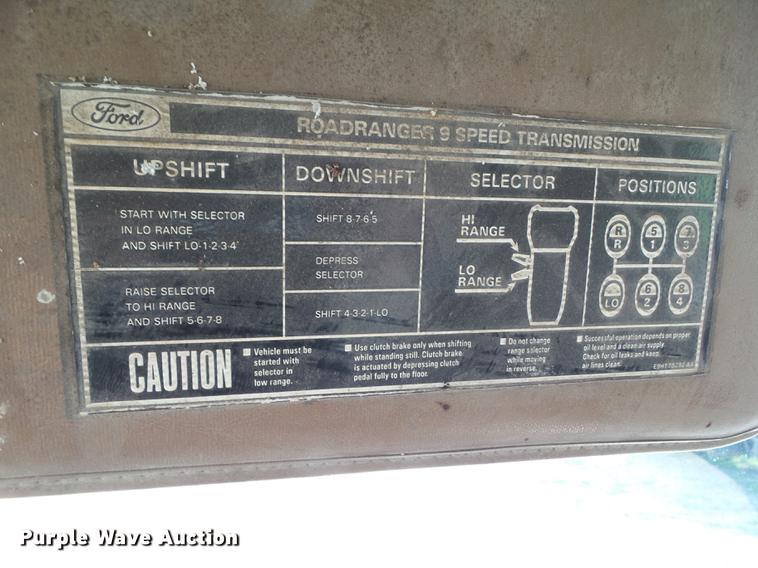 Ford
ROADRANGER 9 SPEED TRANSMISSION
UPSHIFT
DOWNSHIFT
SELECTOR
POSITIONS
START WITH SELECTOR
IN LO RANGE
AND SHIFT LO-1-2-3-4
RAISE SELECTOR
TO HI RANGE
AND SHIFT 5-6-7-8
SHIFT 8-7-6-5
DEPRESS
SELECTOR
SHIFT 4-3-2-1-LO
HI
RANGE
LO
RANGE
R 5 7
R 1 3
6 8
LO 2 4
CAUTION
Vehicle must be
started with
selector in
low range.
Use clutch brake only when shifting
while standing still. Clutch brake
is actuated by depressing clutch
pedal fully to the floor.
Do not change
range selector
while moving
in reverse.
Successful operation depends on proper
oil level and a clean air supply.
Check for oil leaks and keep
air lines clean.
Purple Wave Auction